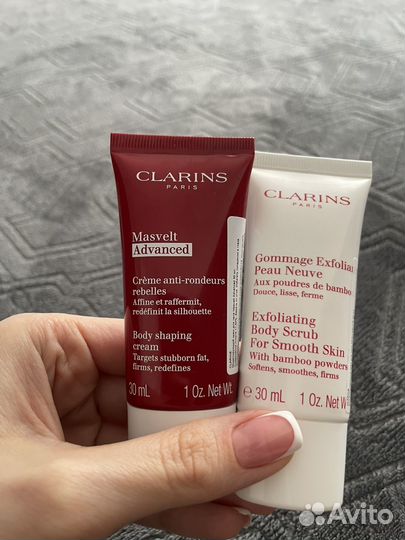 CLARINS
PARIS
Masvelt
Advanced
Crème anti-rondeurs
rebelles
Affine et raffermit,
redéfinit la silhouette
Body shaping
cream
Targets stubborn fat,
firms, redefines
30 mL 1 Oz. Net Wt.
CLARINS
PARIS
Gommage Exfolia
Peau Neuve
Aux poudres de bambo
Douce, lisse, ferme
Exfoliating
Body Scrub
For Smooth Skin
With bamboo powders
Softens, smoothes, firms
e 30 mL 1 Oz. Net W
Avito